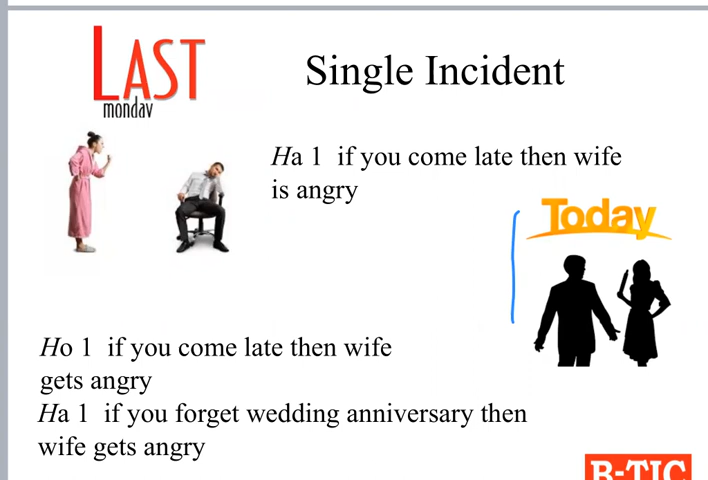 LAST
monday
Single Incident
Ha 1 if you come late then wife
is angry
Today
Ho 1 if you come late then wife
gets angry
Ha 1 if you forget wedding anniversary then
wife gets angry
B-TIC